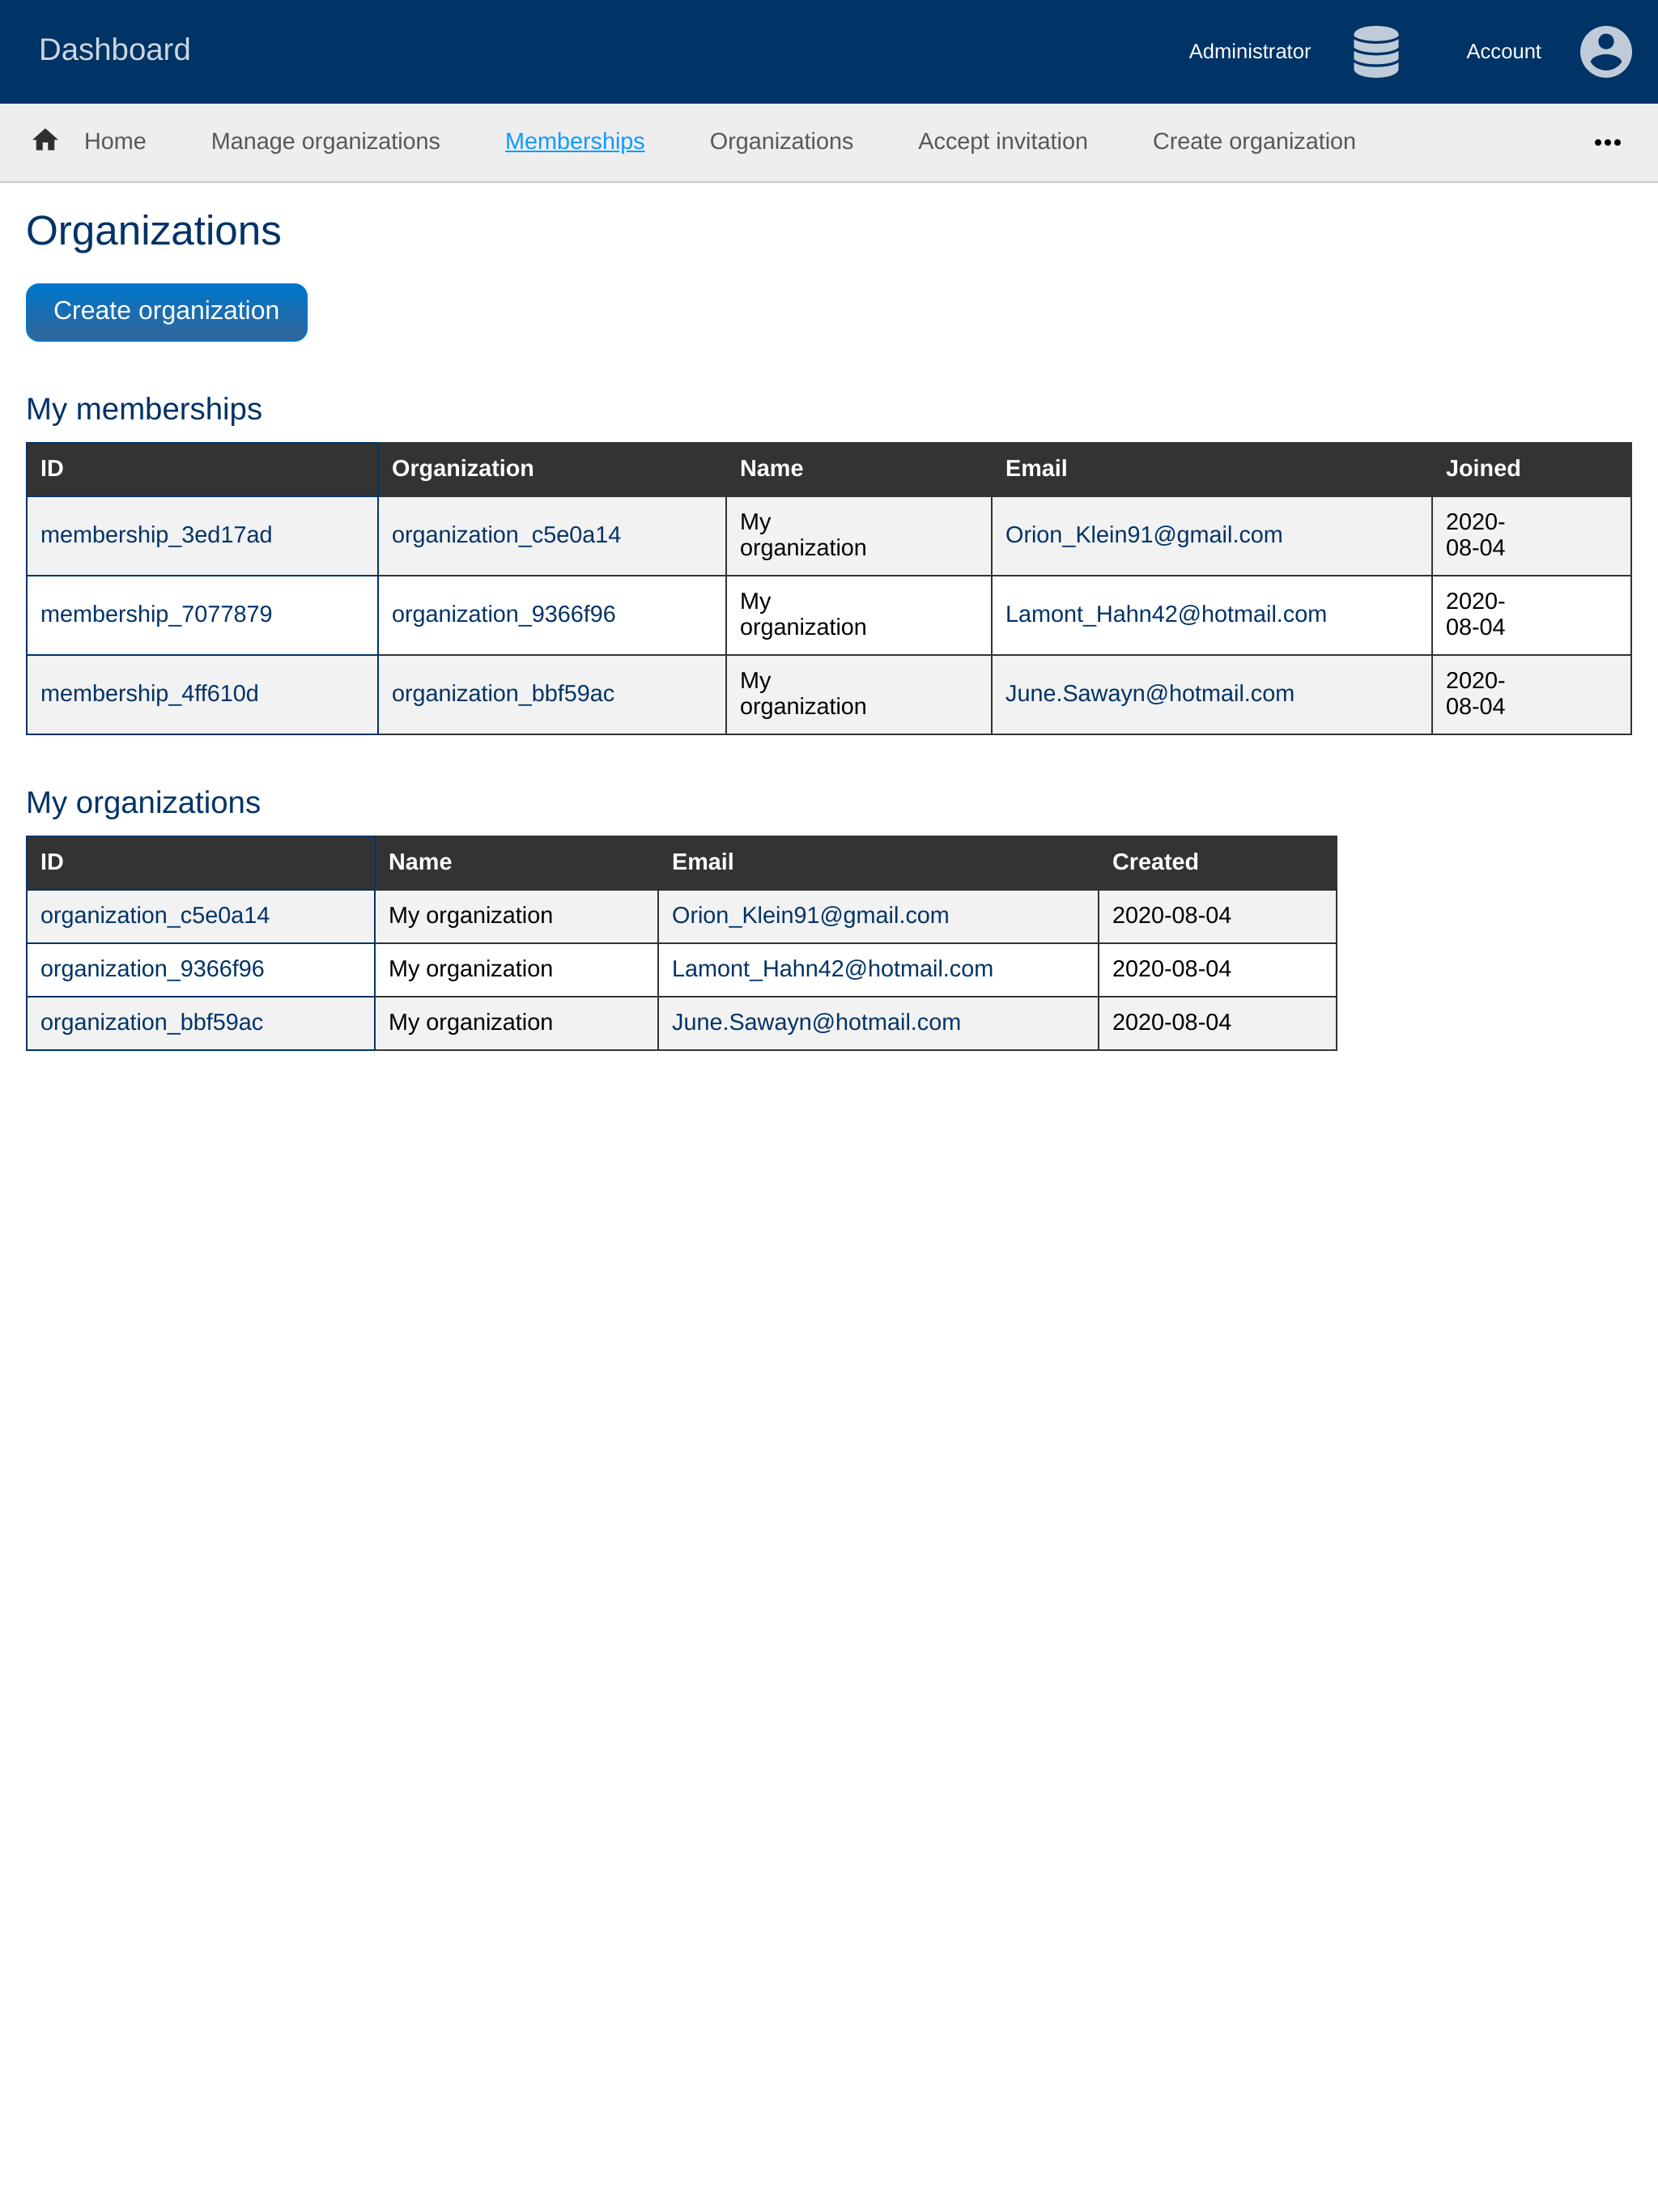 Dashboard
Administrator
Account
Home
Manage organizations
Memberships
Organizations
Accept invitation
Create organization
Organizations
Create organization
My memberships
ID Organization Name Email Joined
membership_3ed17ad organization_c5e0a14 My organization Orion_Klein91@gmail.com 2020-08-04
membership_7077879 organization_9366f96 My organization Lamont_Hahn42@hotmail.com 2020-08-04
membership_4ff610d organization_bbf59ac My organization June.Sawayn@hotmail.com 2020-08-04
My organizations
ID Name Email Created
organization_c5e0a14 My organization Orion_Klein91@gmail.com 2020-08-04
organization_9366f96 My organization Lamont_Hahn42@hotmail.com 2020-08-04
organization_bbf59ac My organization June.Sawayn@hotmail.com 2020-08-04